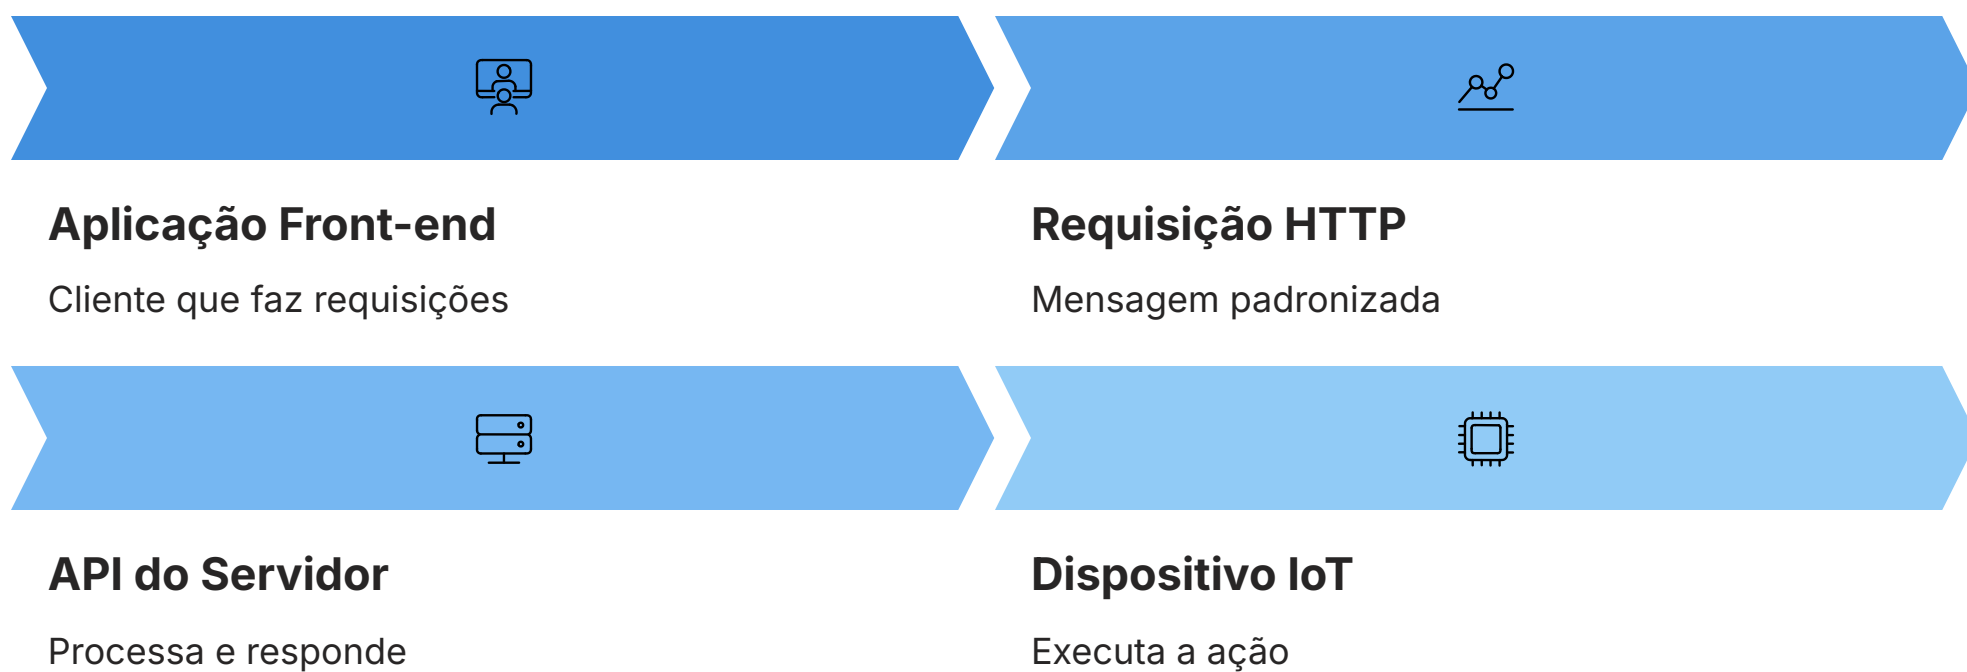 Aplicação Front-end
Cliente que faz requisições
Requisição HTTP
Mensagem padronizada
API do Servidor
Processa e responde
Dispositivo IoT
Executa a ação